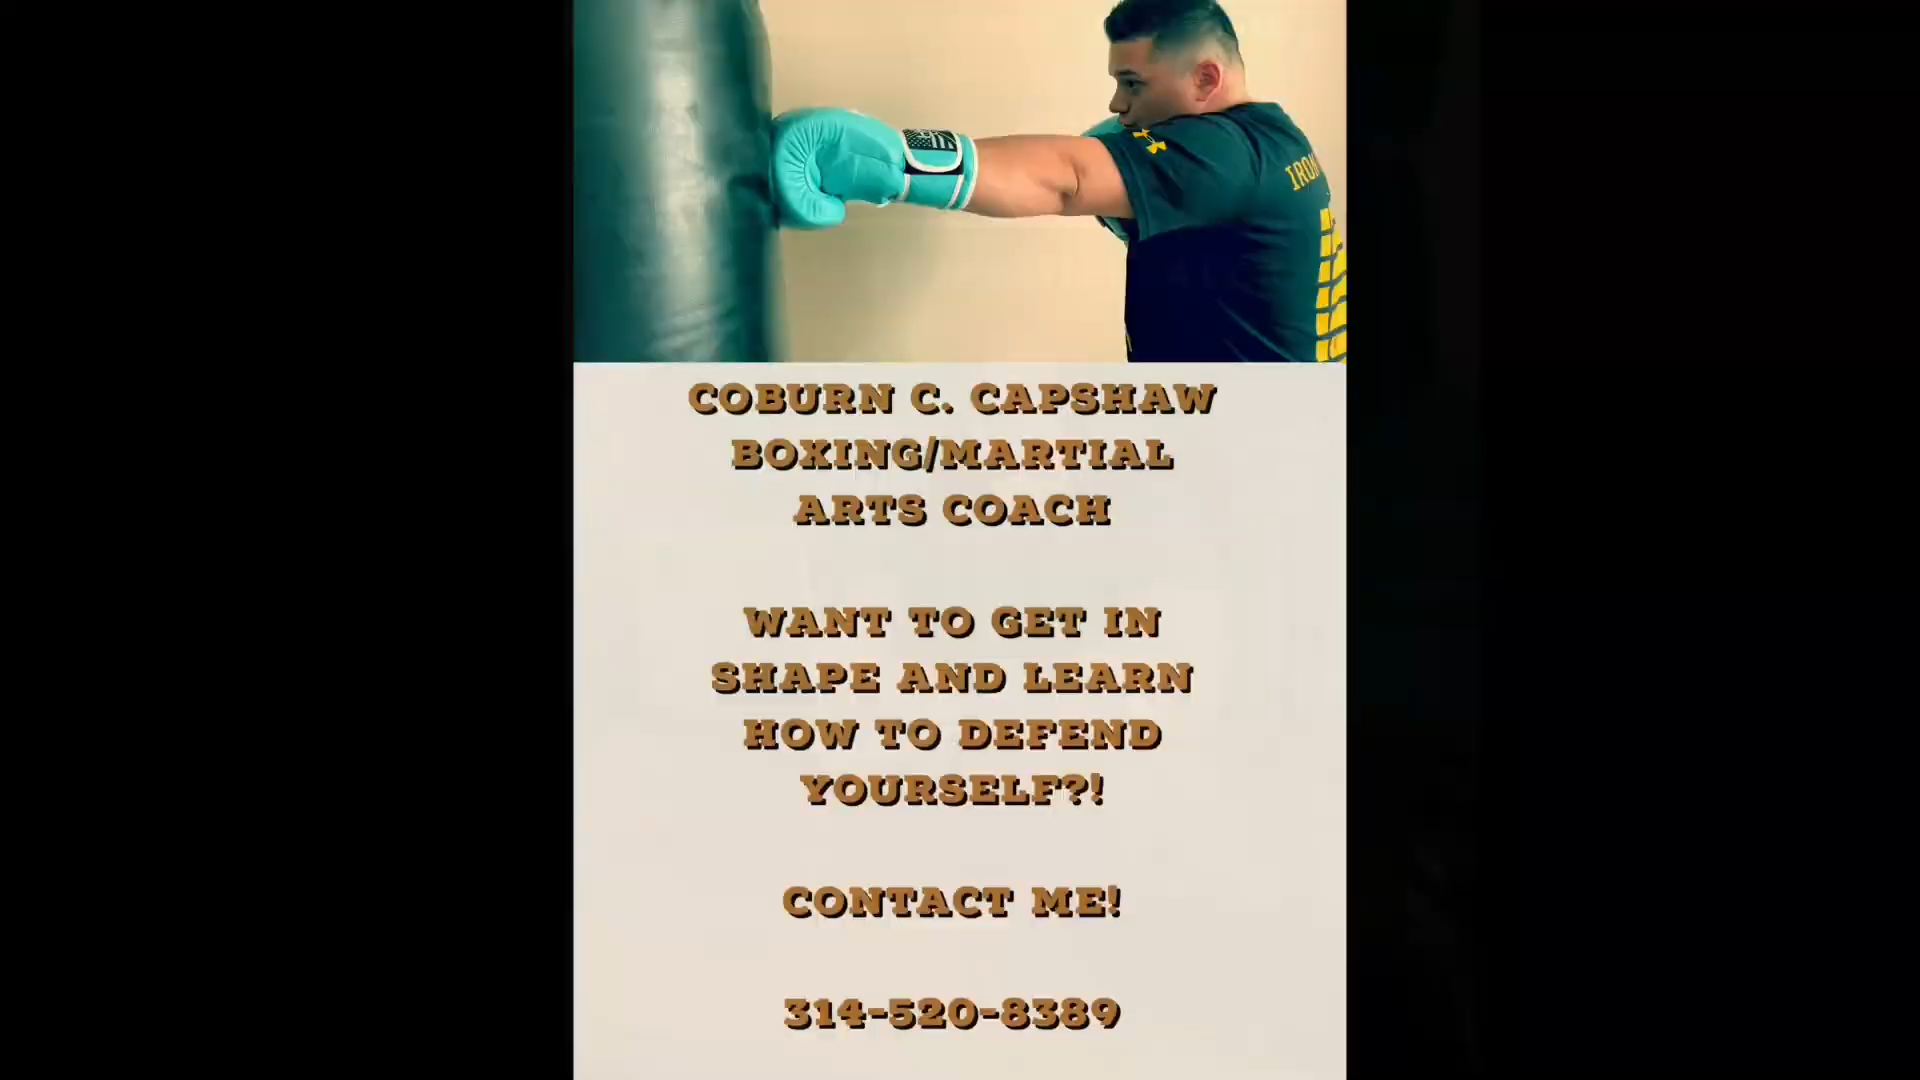 IRON
COBURN C. CAPSHAW
BOXING/MARTIAL
ARTS COACH
WANT TO GET IN
SHAPE AND LEARN
HOW TO DEFEND
YOURSELF?!
CONTACT ME!
314-520-8389